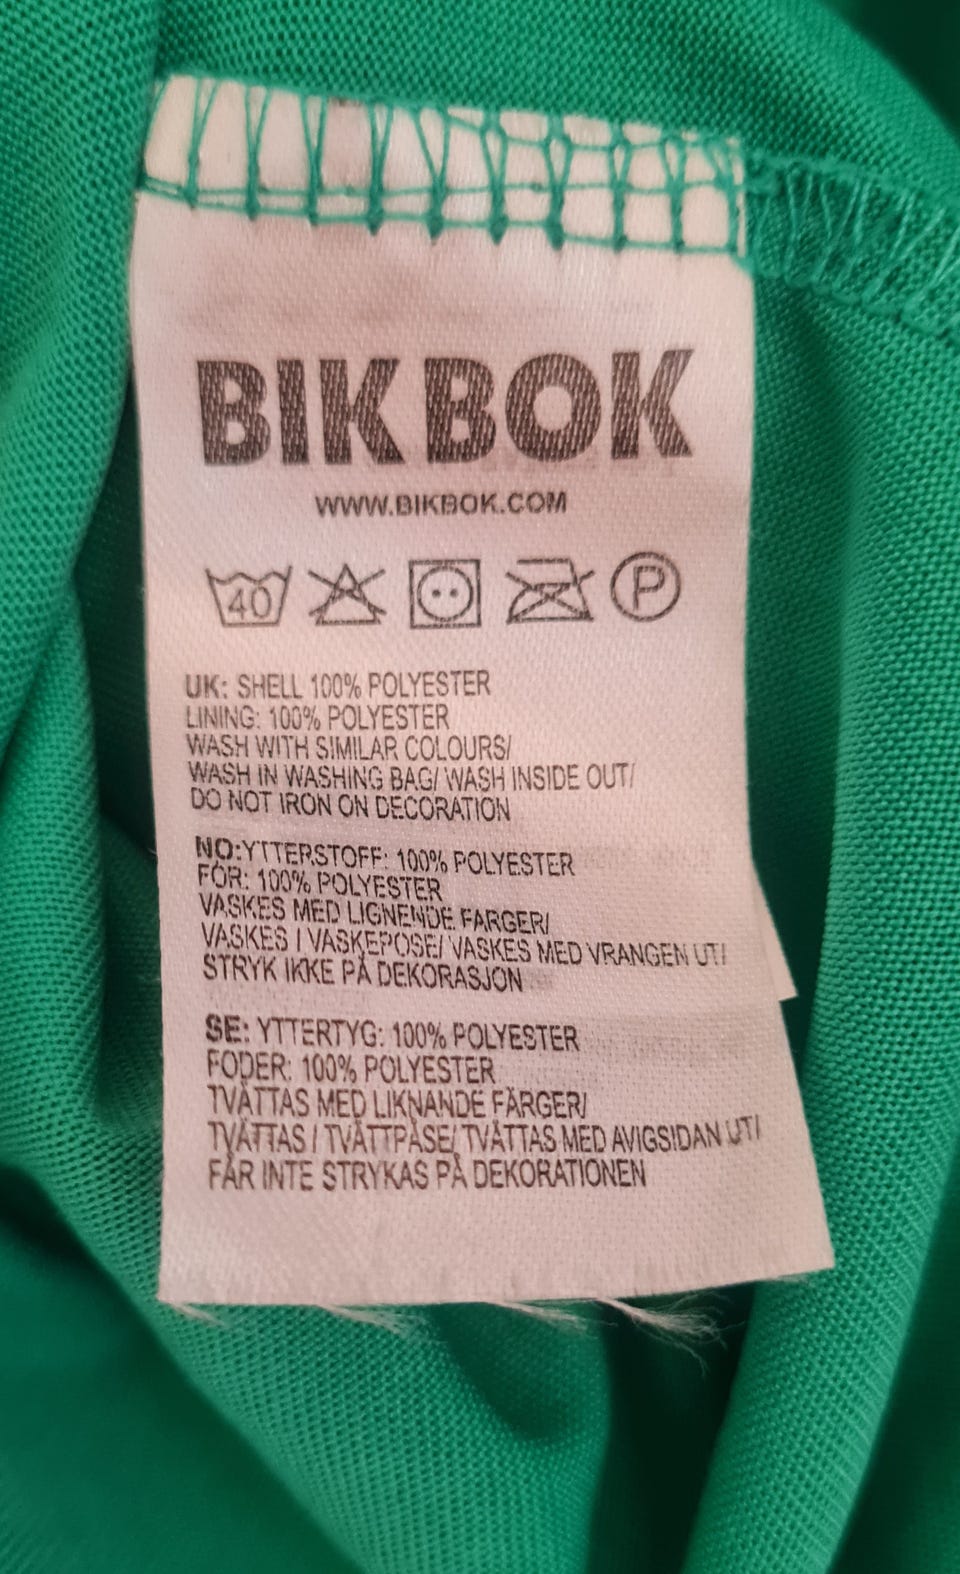 BIK BOK
WWW.BIKBOK.COM
40 P
UK: SHELL 100% POLYESTER
LINING: 100% POLYESTER
WASH WITH SIMILAR COLOURS/
WASH IN WASHING BAG/ WASH INSIDE OUT/
DO NOT IRON ON DECORATION
NO:YTTERSTOFF: 100% POLYESTER
FÓR: 100% POLYESTER
VASKES MED LIGNENDE FARGER/
VASKES I VASKEPOSE/ VASKES MED VRANGEN UT/
STRYK IKKE PÅ DEKORASJON
SE: YTTERTYG: 100% POLYESTER
FODER: 100% POLYESTER
TVÄTTAS MED LIKNANDE FÄRGER/
TVÄTTAS I TVÄTTPÅSE/ TVÄTTAS MED AVIGSIDAN UT/
FÅR INTE STRYKAS PÅ DEKORATIONEN